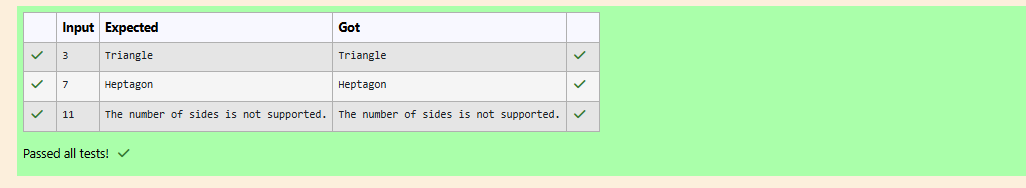 Input Expected Got
3 Triangle Triangle
7 Heptagon Heptagon
11 The number of sides is not supported. The number of sides is not supported.
Passed all tests!